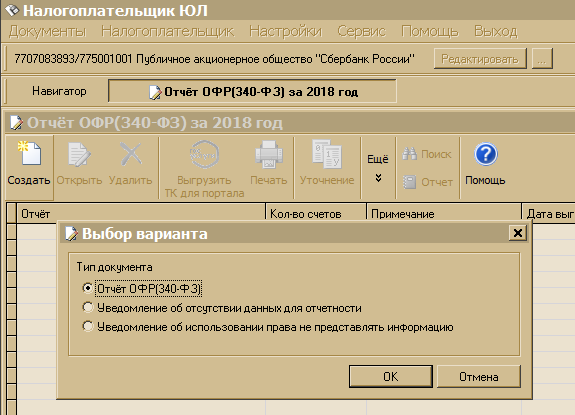 Налогоплательщик ЮЛ
Документы Налогоплательщик Настройки Сервис Помощь Выход
7707083893/775001001 Публичное акционерное общество "Сбербанк России" Редактировать ...
Навигатор Отчёт ОФР(340-ФЗ) за 2018 год
Отчёт ОФР(340-ФЗ) за 2018 год
Создать Открыть Удалить Выгрузить Печать Уточнение Ещё Поиск
ТК для портала Отчет Помощь
Отчёт Кол-во счетов Примечание Дата выг
Выбор варианта
Тип документа
Отчёт ОФР(340-ФЗ)
Уведомление об отсутствии данных для отчетности
Уведомление об использовании права не представлять информацию
OK Отмена